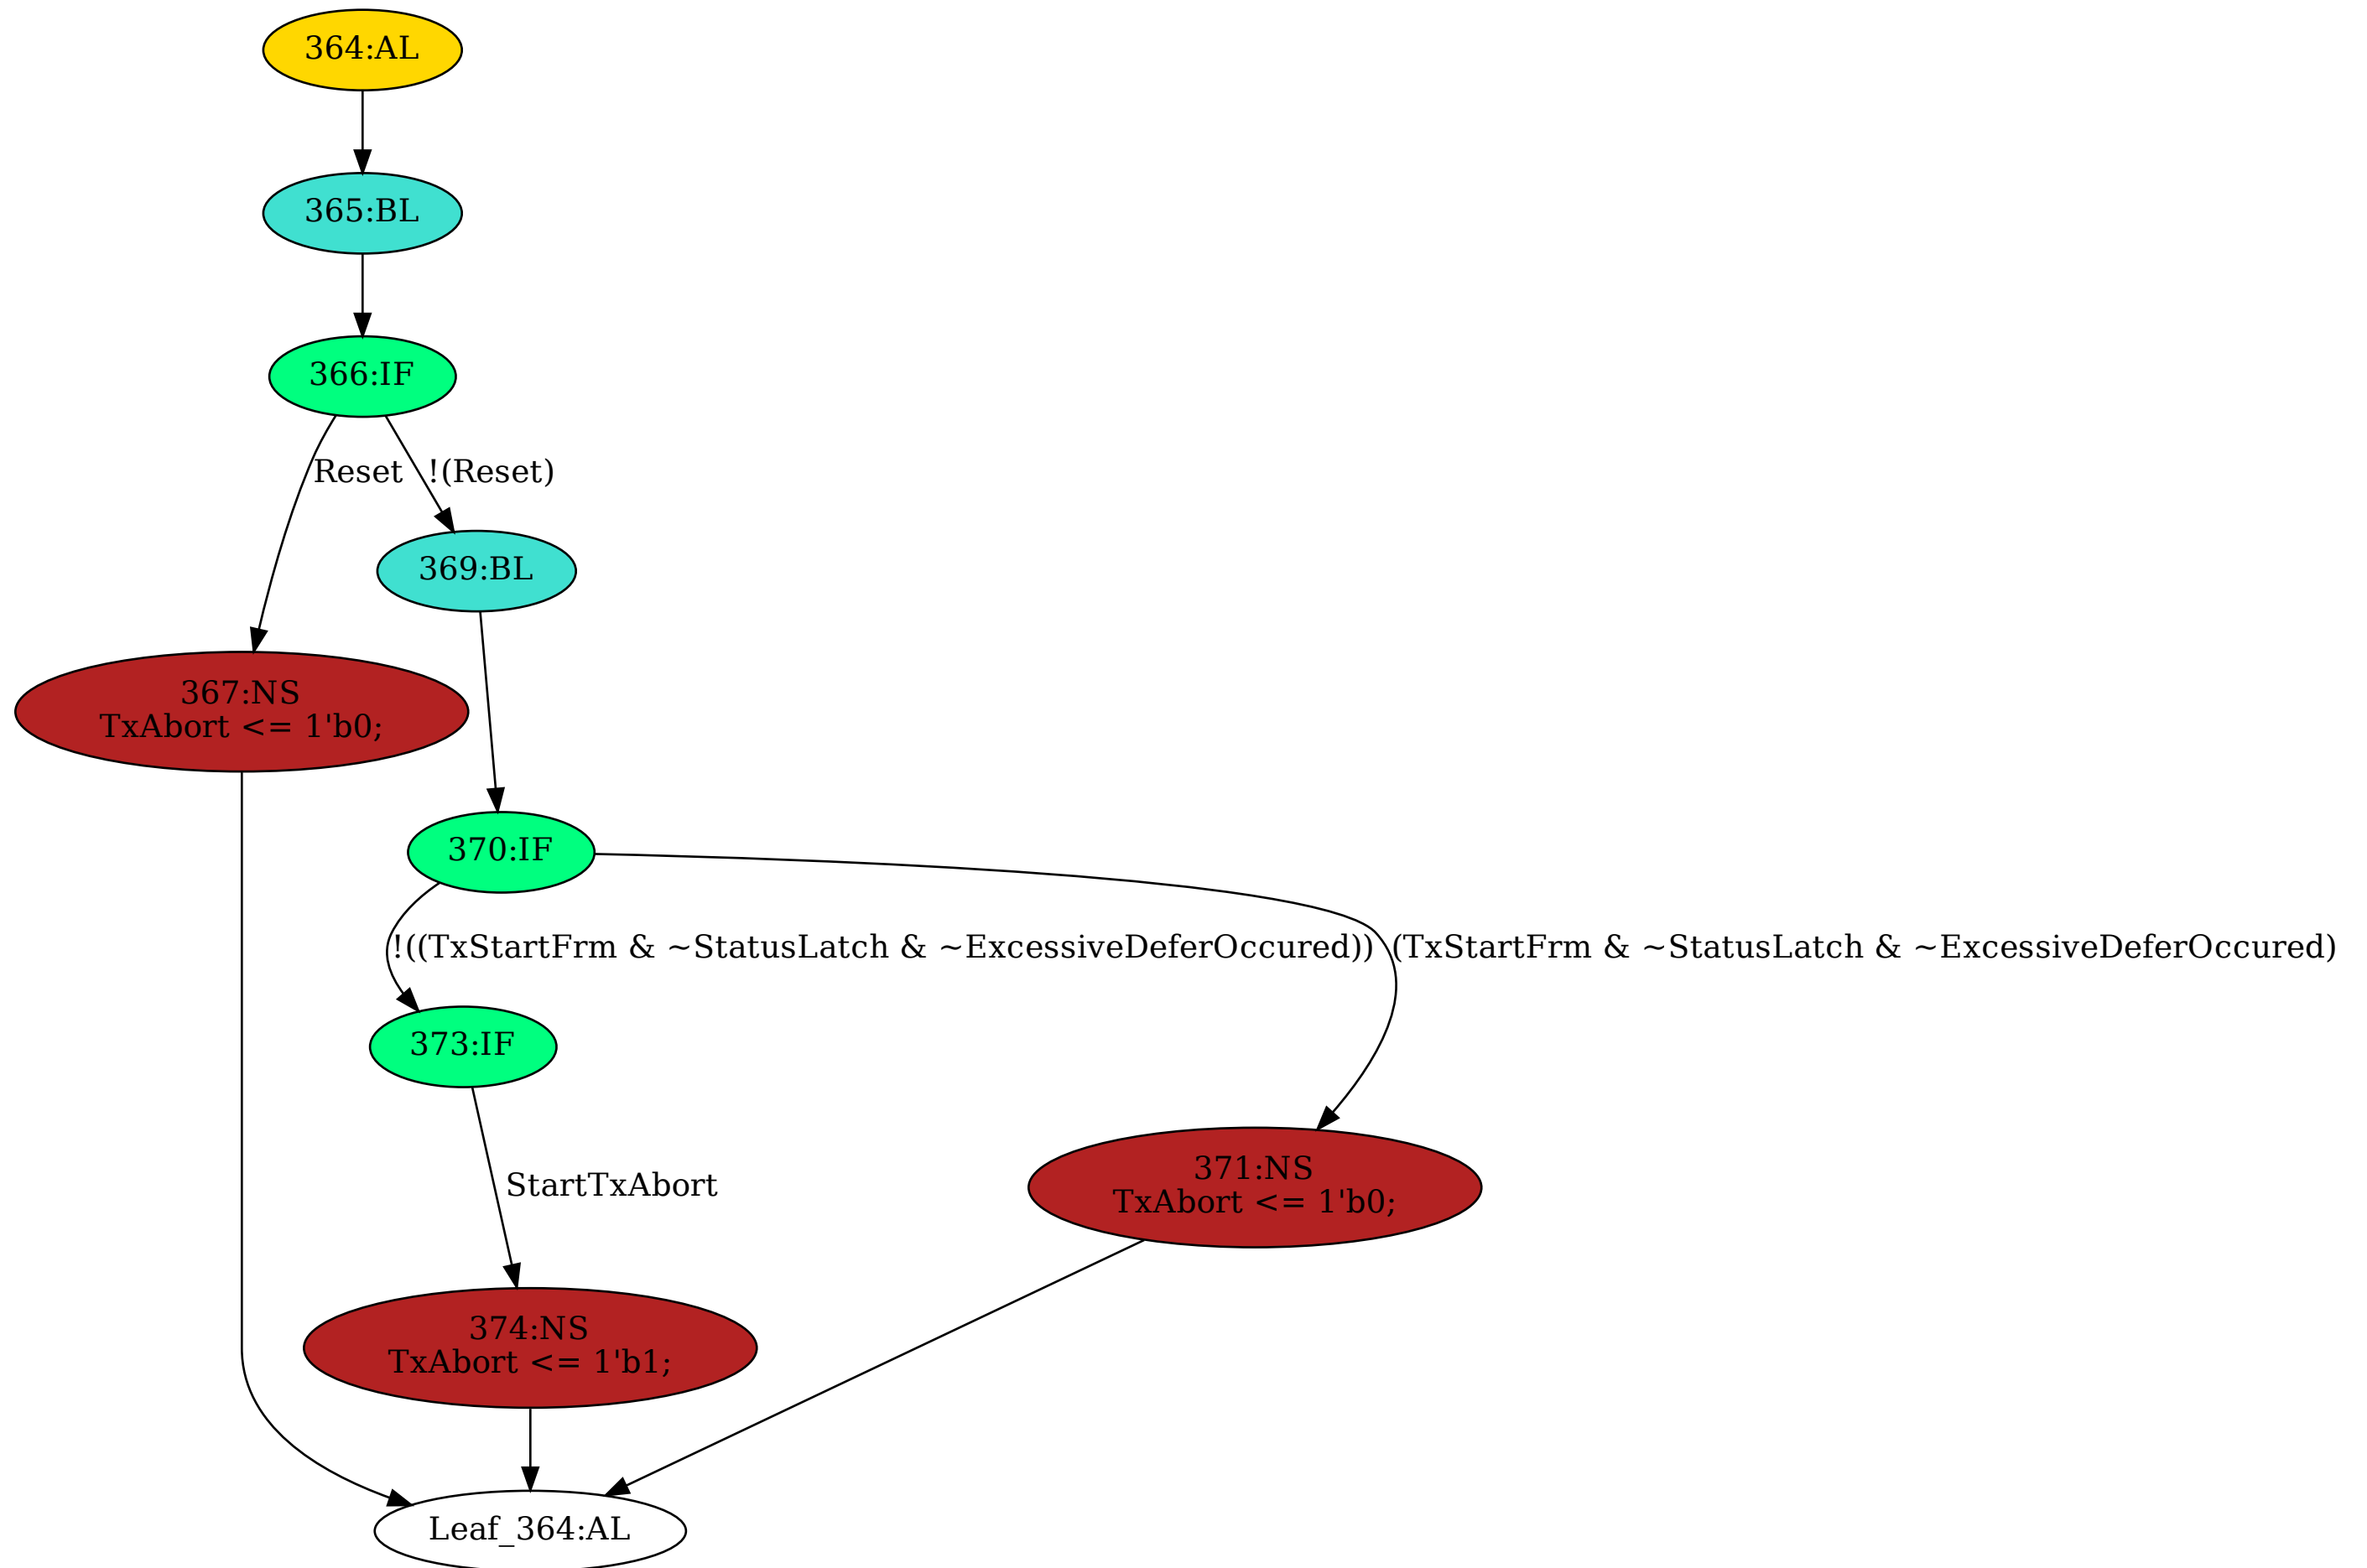 364:AL
365:BL
366:IF
Reset
!(Reset)
369:BL
367:NS
TxAbort <= 1'b0;
370:IF
!((TxStartFrm & ~StatusLatch & ~ExcessiveDeferOccured))
(TxStartFrm & ~StatusLatch & ~ExcessiveDeferOccured)
373:IF
371:NS
TxAbort <= 1'b0;
StartTxAbort
374:NS
TxAbort <= 1'b1;
Leaf_364:AL